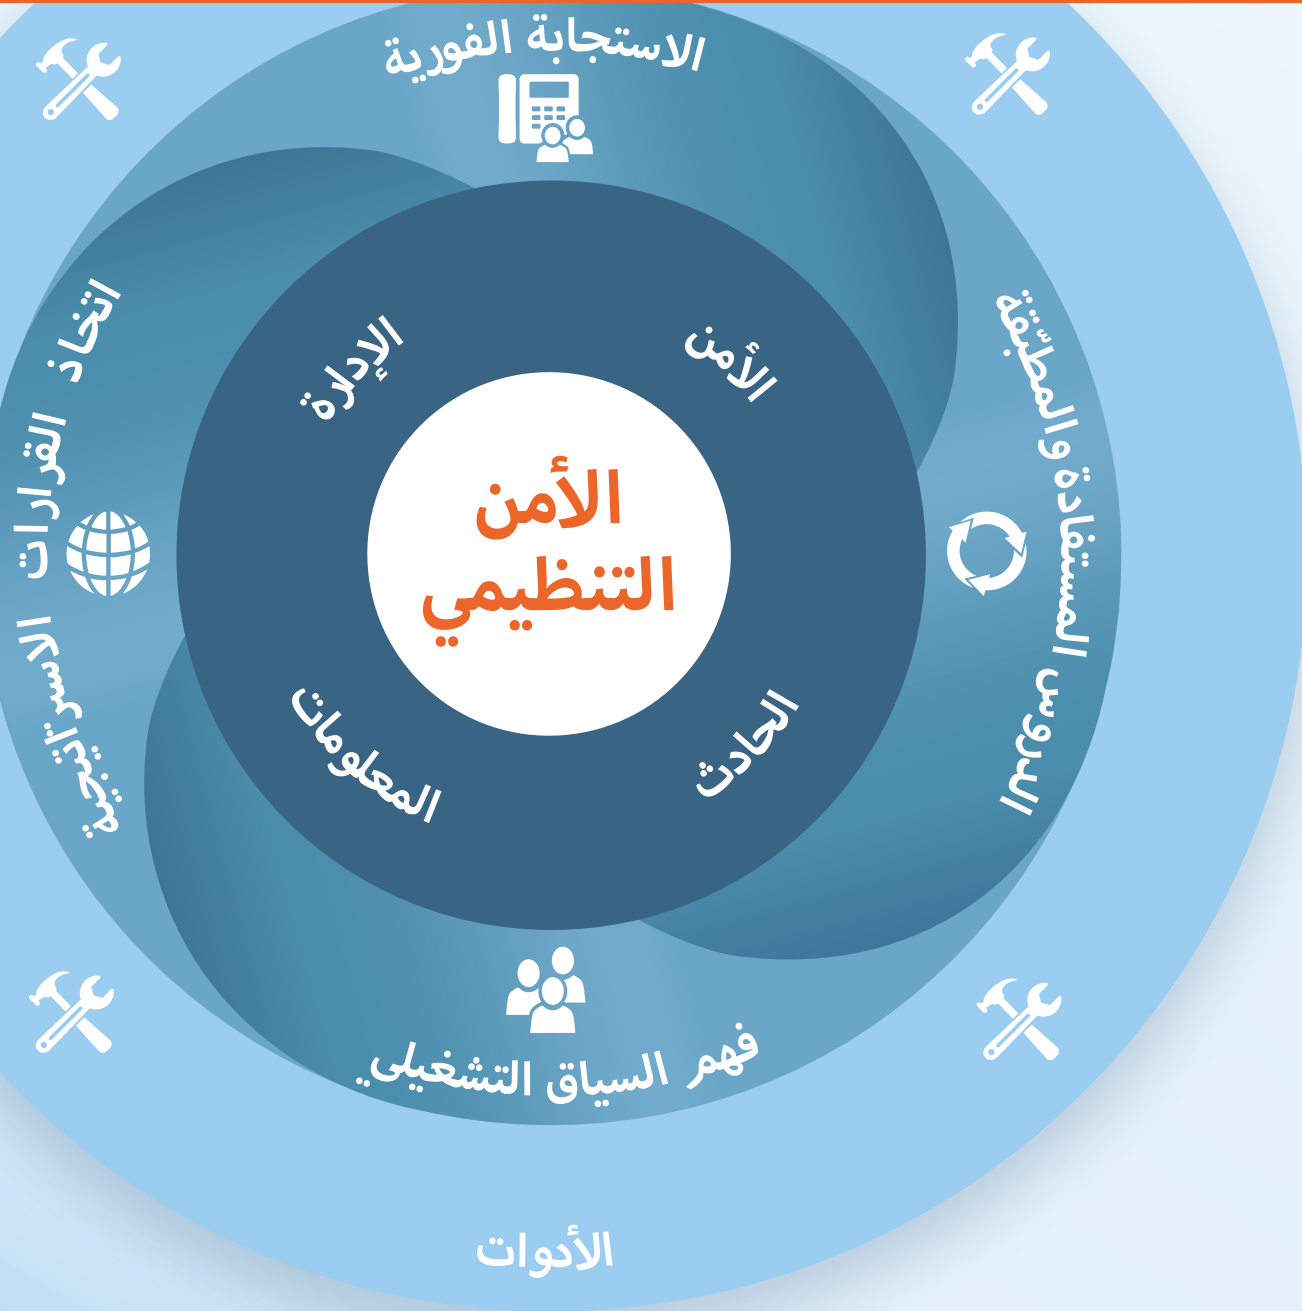 الاستجابة الفورية
اتخاذ القرارات الاستراتيجية
الدروس المستفادة والمطبّقة
الإدارة
الأمن
الأمن
التنظيمي
المعلومات
الحادث
فهم السياق التشغيلي
الأدوات